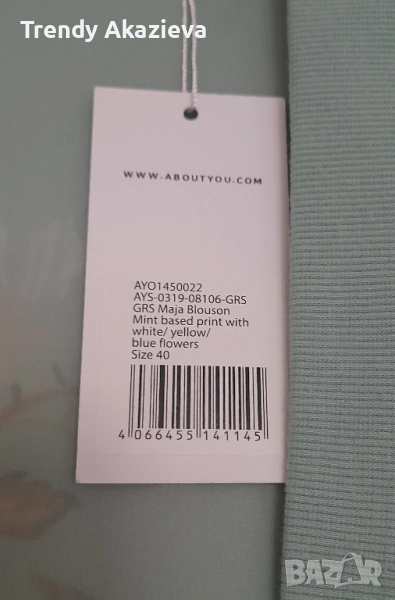 Trendy Akazieva
WWW.ABOUTYOU.COM
AYO1450022
AYS-0319-08106-GRS
GRS Maja Blouson
Mint based print with
white/ yellow/
blue flowers
Size 40
4 066455 141145
BAZAR